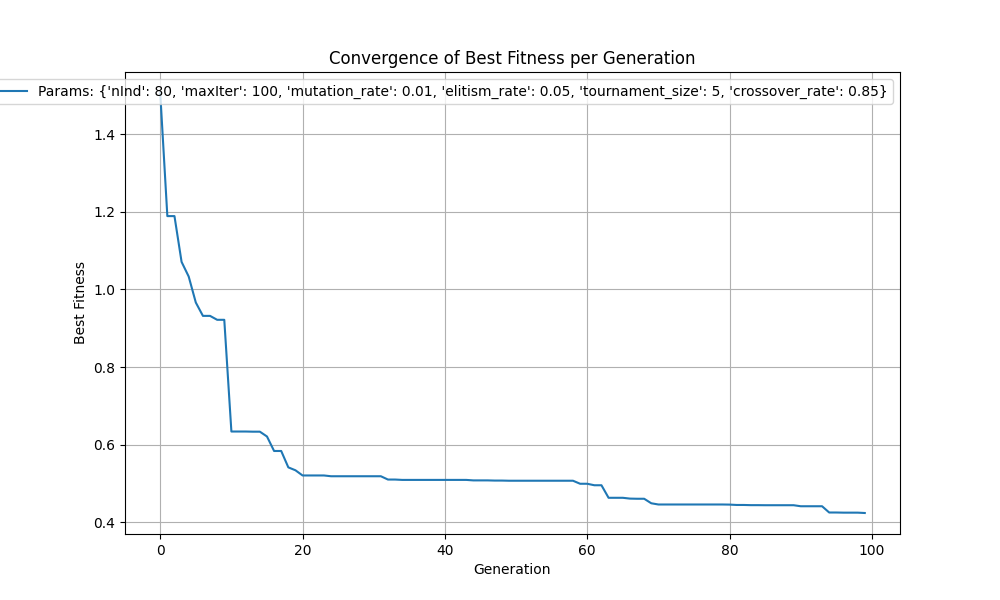 Convergence of Best Fitness per Generation
Params: {'nInd': 80, 'maxIter': 100, 'mutation_rate': 0.01, 'elitism_rate': 0.05, 'tournament_size': 5, 'crossover_rate': 0.85}
1.4
1.2
1.0
0.8
0.6
0.4
Best Fitness
0 20 40 60 80 100
Generation